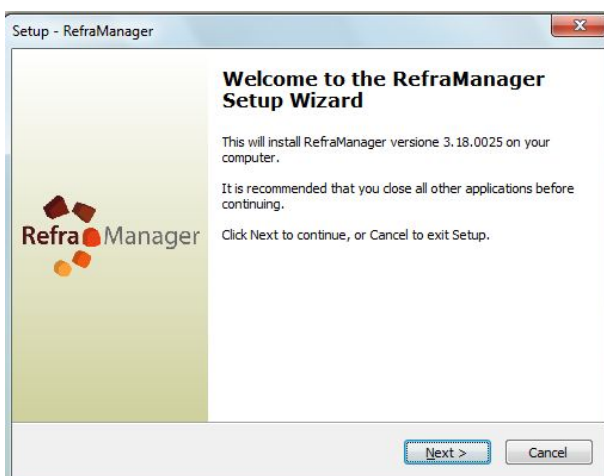 Setup - RefraManager
Welcome to the RefraManager
Setup Wizard
This will install RefraManager versione 3.18.0025 on your
computer.
It is recommended that you close all other applications before
continuing.
Click Next to continue, or Cancel to exit Setup.
Refra Manager
Next >
Cancel